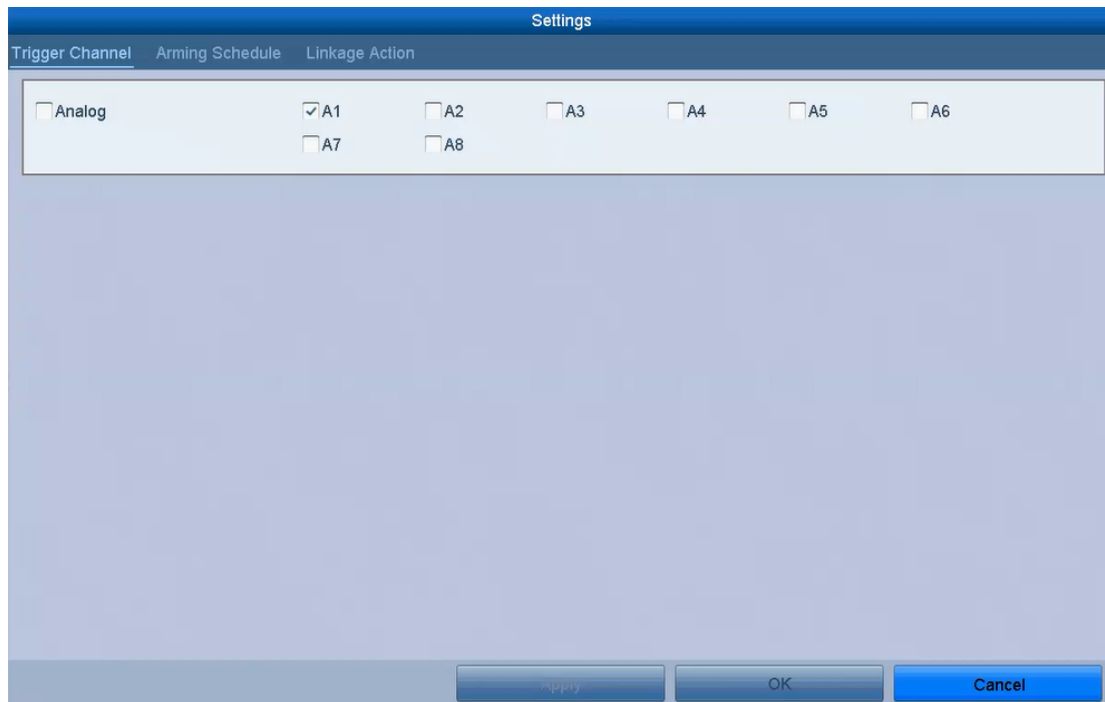 Settings
Trigger Channel Arming Schedule Linkage Action
Analog A1 A2 A3 A4 A5 A6
A7 A8
Apply OK Cancel